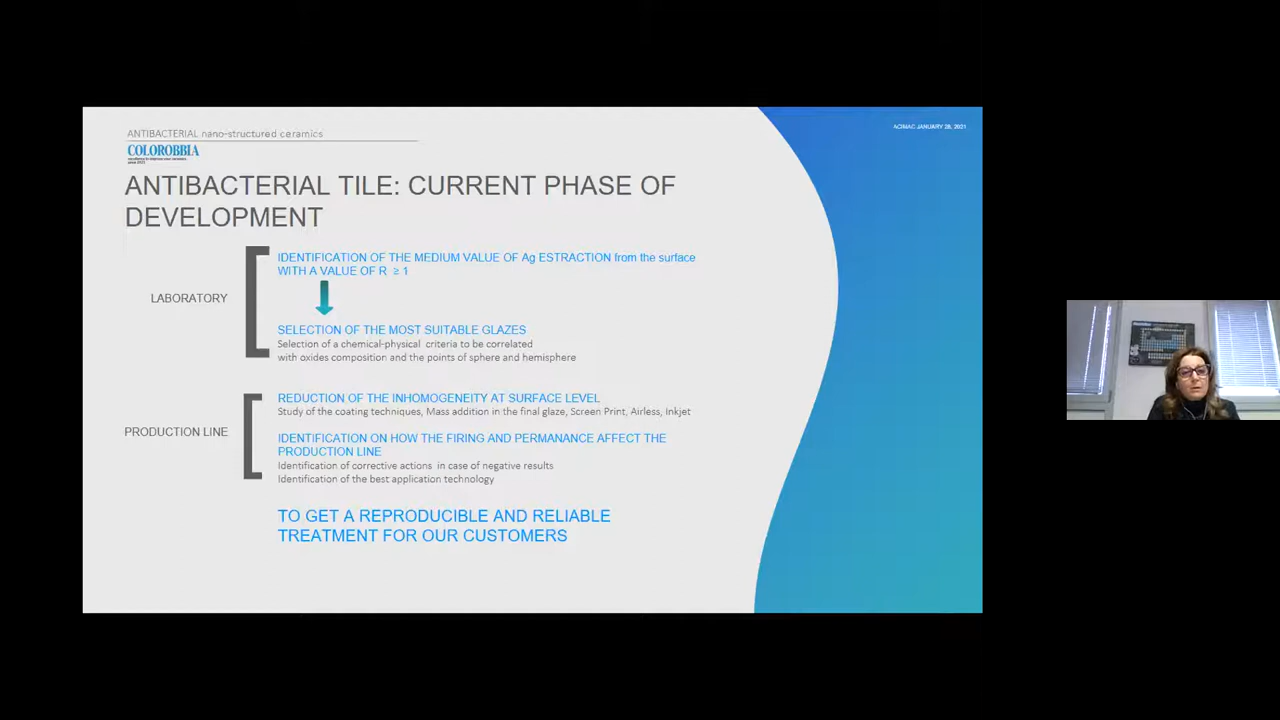 ANTIBACTERIAL nano-structured ceramics
ACIMAC JANUARY 28, 2021
COLOROBBIA
ANTIBACTERIAL TILE: CURRENT PHASE OF
DEVELOPMENT
IDENTIFICATION OF THE MEDIUM VALUE OF Ag ESTRACTION from the surface
WITH A VALUE OF R ≥ 1
LABORATORY
SELECTION OF THE MOST SUITABLE GLAZES
Selection of a chemical-physical criteria to be correlated
with oxides composition and the points of sphere and hemisphere
REDUCTION OF THE INHOMOGENEITY AT SURFACE LEVEL
Study of the coating techniques, Mass addition in the final glaze, Screen Print, Airless, Inkjet
PRODUCTION LINE
IDENTIFICATION ON HOW THE FIRING AND PERMANANCE AFFECT THE
PRODUCTION LINE
Identification of corrective actions in case of negative results
Identification of the best application technology
TO GET A REPRODUCIBLE AND RELIABLE
TREATMENT FOR OUR CUSTOMERS